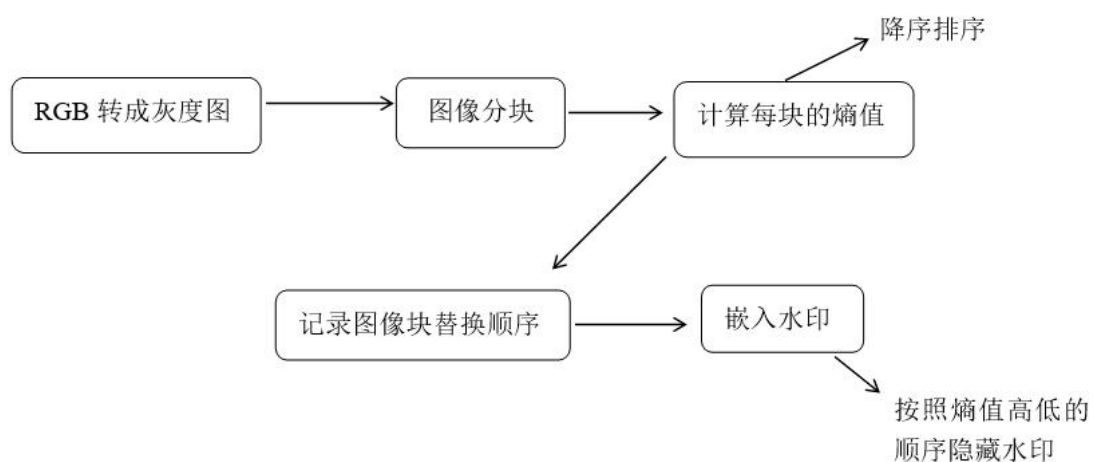 降序排序
RGB 转成灰度图
图像分块
计算每块的熵值
记录图像块替换顺序
嵌入水印
按照熵值高低的
顺序隐藏水印